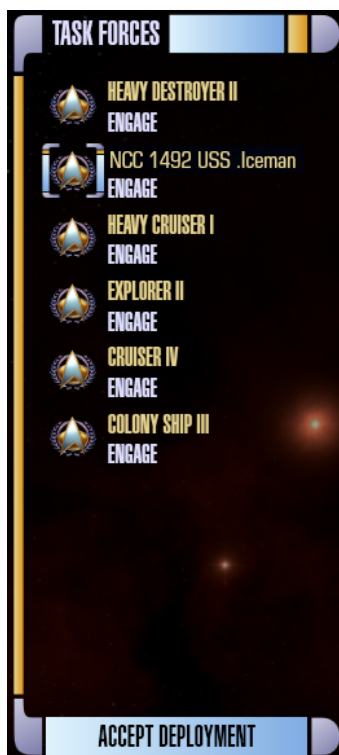 TASK FORCES
HEAVY DESTROYER II
ENGAGE
NCC 1492 USS .Iceman
ENGAGE
HEAVY CRUISER I
ENGAGE
EXPLORER II
ENGAGE
CRUISER IV
ENGAGE
COLONY SHIP III
ENGAGE
ACCEPT DEPLOYMENT